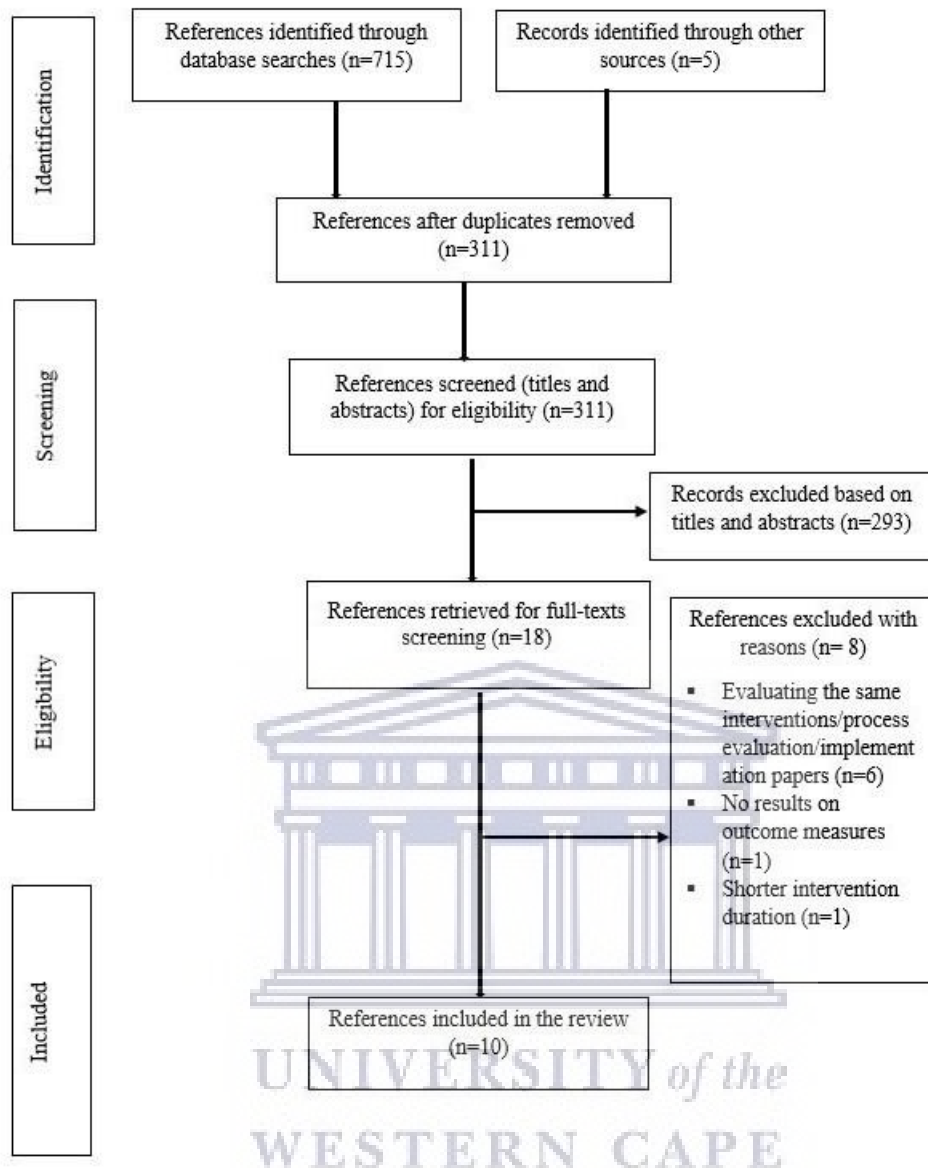 References identified through
database searches (n=715)
Records identified through other
sources (n=5)
Identification
References after duplicates removed
(n=311)
Screening
References screened (titles and
abstracts) for eligibility (n=311)
Records excluded based on
titles and abstracts (n=293)
Eligibility
References retrieved for full-texts
screening (n=18)
References excluded with
reasons (n= 8)
▪ Evaluating the same
interventions/process
evaluation/implement
ation papers (n=6)
▪ No results on
outcome measures
(n=1)
▪ Shorter intervention
duration (n=1)
Included
References included in the review
(n=10)
UNIVERSITY of the
WESTERN CAPE